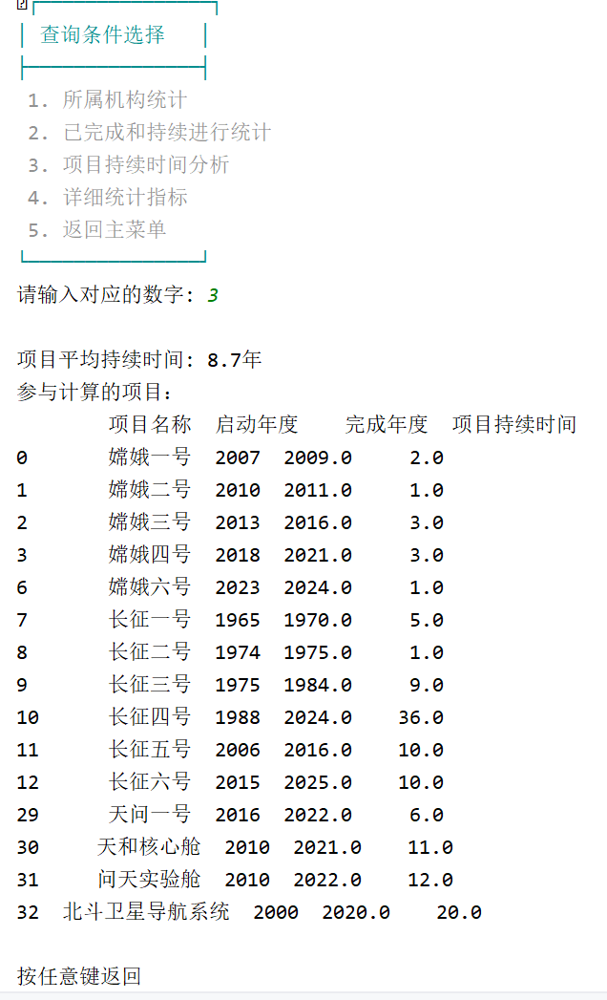 查询条件选择
1. 所属机构统计
2. 已完成和持续进行统计
3. 项目持续时间分析
4. 详细统计指标
5. 返回主菜单
请输入对应的数字: 3
项目平均持续时间: 8.7年
参与计算的项目:
项目名称 启动年度 完成年度 项目持续时间
0 嫦娥一号 2007 2009.0 2.0
1 嫦娥二号 2010 2011.0 1.0
2 嫦娥三号 2013 2016.0 3.0
3 嫦娥四号 2018 2021.0 3.0
6 嫦娥六号 2023 2024.0 1.0
7 长征一号 1965 1970.0 5.0
8 长征二号 1974 1975.0 1.0
9 长征三号 1975 1984.0 9.0
10 长征四号 1988 2024.0 36.0
11 长征五号 2006 2016.0 10.0
12 长征六号 2015 2025.0 10.0
29 天问一号 2016 2022.0 6.0
30 天和核心舱 2010 2021.0 11.0
31 问天实验舱 2010 2022.0 12.0
32 北斗卫星导航系统 2000 2020.0 20.0
按任意键返回